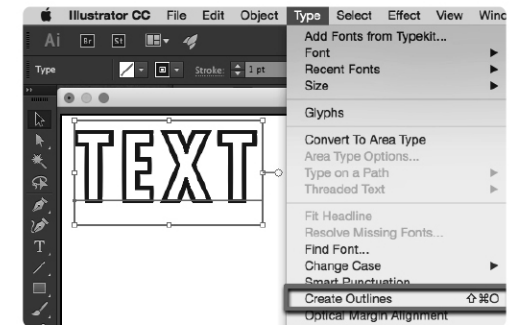 Illustrator CC File Edit Object Type Select Effect View
Ai Br St
Type Stroke: 1 pt
TEXT
T
Add Fonts from Typekit...
Font
Recent Fonts
Size
Glyphs
Convert To Area Type
Area Type Options...
Type on a Path
Threaded Text
Fit Headline
Resolve Missing Fonts...
Find Font...
Change Case
Smart Punctuation
Create Outlines ⇧⌘O
Optical Margin Alignment